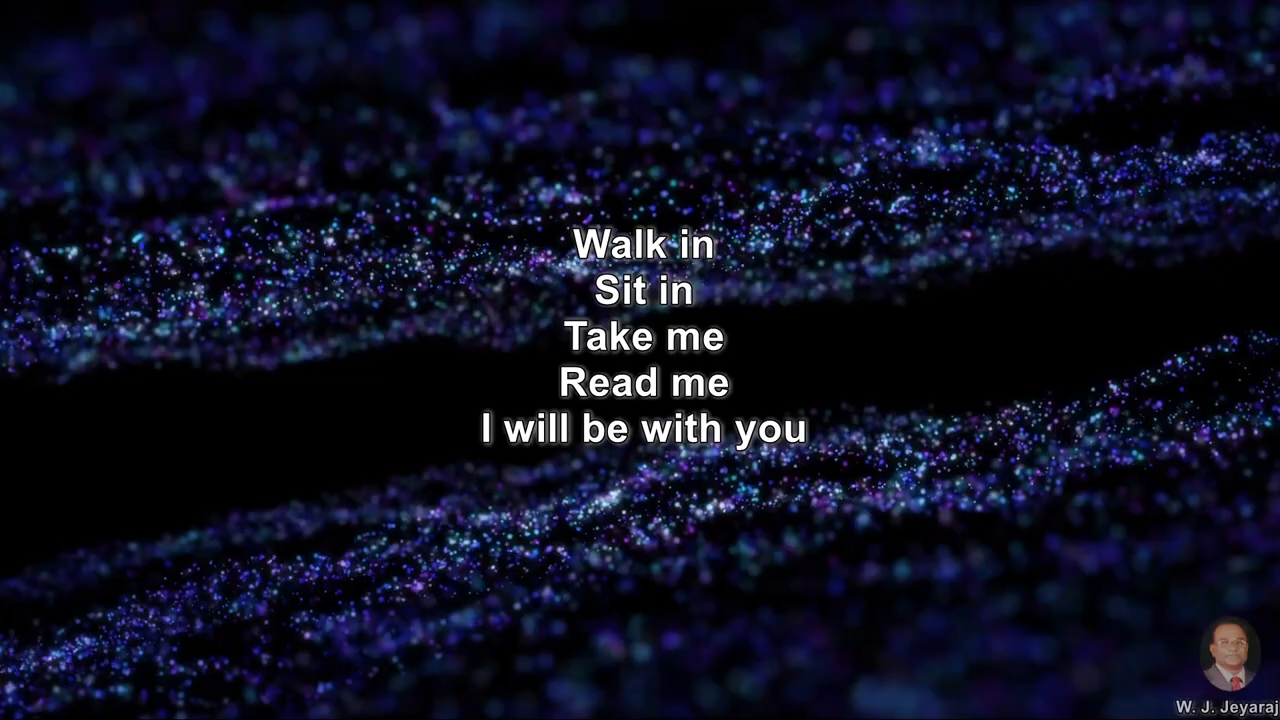 Walk in
Sit in
Take me
Read me
I will be with you
W. J. Jeyaraj